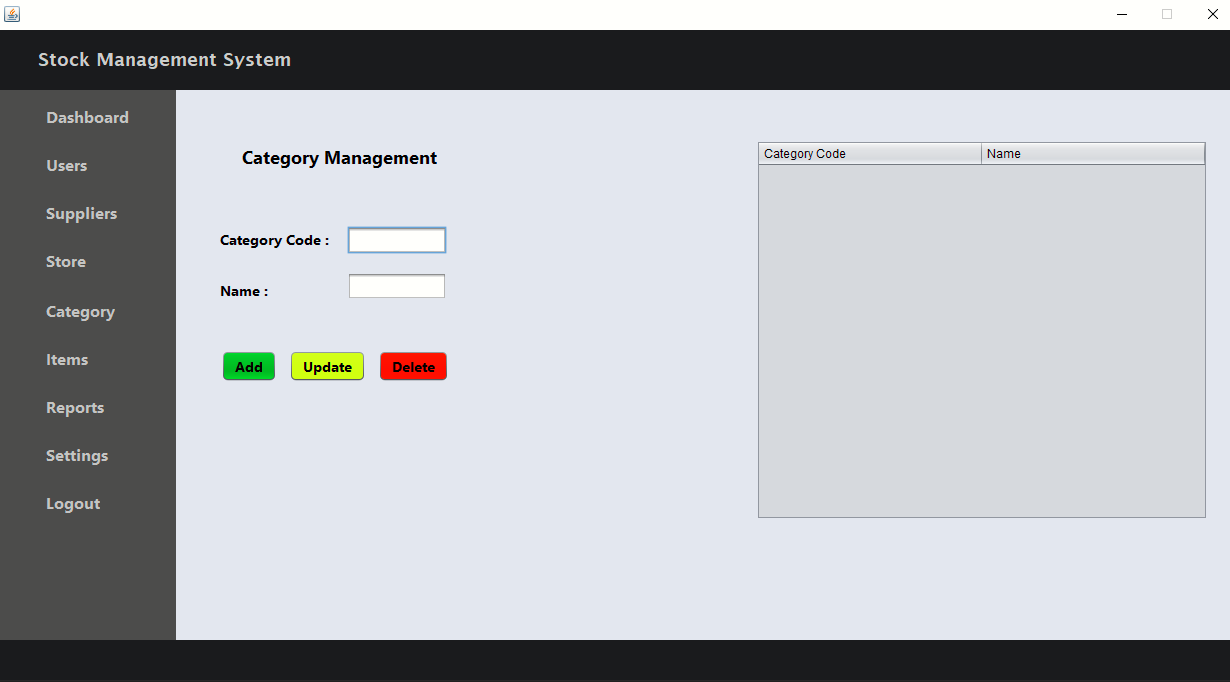 Stock Management System
Dashboard
Users
Suppliers
Store
Category
Items
Reports
Settings
Logout
Category Management
Category Code :
Name :
Add Update Delete
Category Code Name